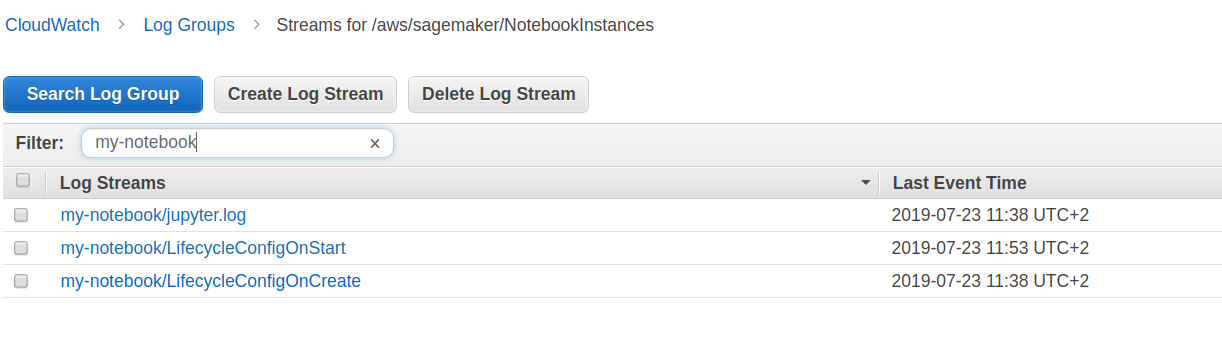 CloudWatch > Log Groups > Streams for /aws/sagemaker/NotebookInstances
Search Log Group Create Log Stream Delete Log Stream
Filter: my-notebook ×
Log Streams Last Event Time
my-notebook/jupyter.log 2019-07-23 11:38 UTC+2
my-notebook/LifecycleConfigOnStart 2019-07-23 11:53 UTC+2
my-notebook/LifecycleConfigOnCreate 2019-07-23 11:38 UTC+2